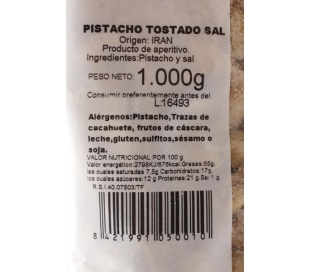 PISTACHO TOSTADO SAL
Origen: IRAN
Producto de aperitivo.
Ingredientes:Pistacho y sal
PESO NETO: 1.000g
Consumir preferentemente antes del:
L:16493
Alérgenos:Pistacho,Trazas de
cacahuete, frutos de cáscara,
leche,gluten,sulfitos,sésamo o
soja.
VALOR NUTRICIONAL POR 100 g
Valor energético:2798KJ/676kcal.Grasas:55g.
las cuales saturadas 7,5g Carbohidratos:17g.
los cuales azúcares:12 g Proteinas:21 g.Sal 1 g.
R.S.I.40.07503/TF
8 421991 050010